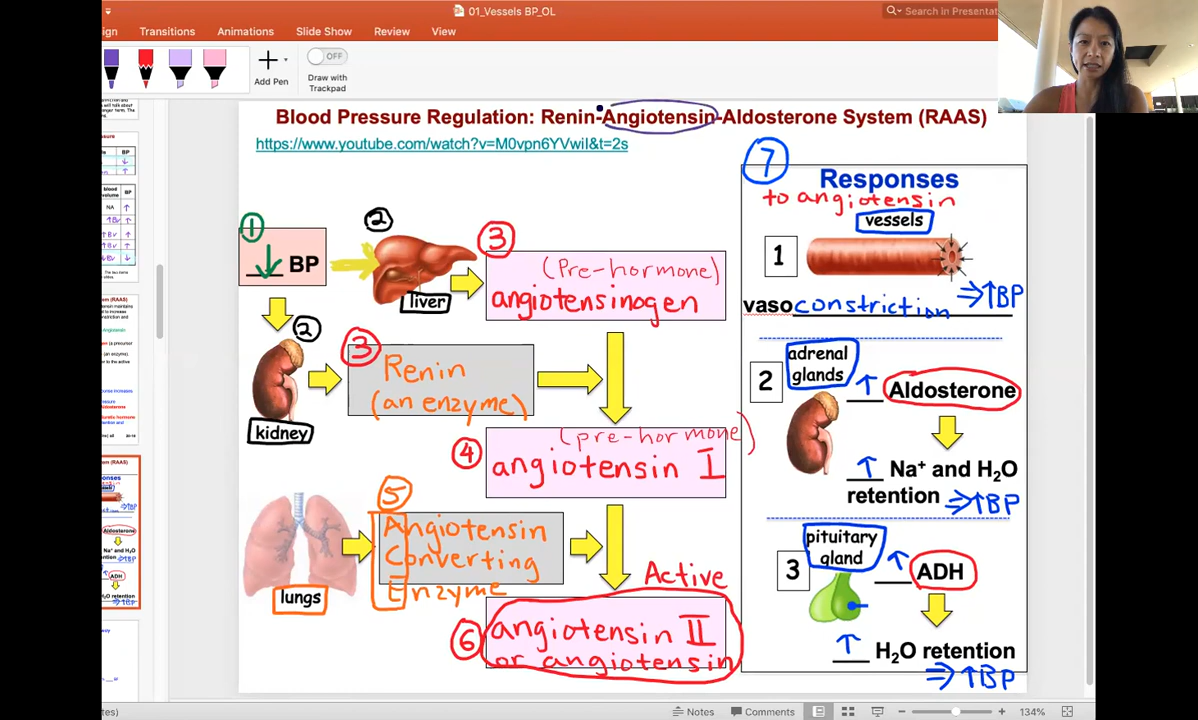 01_Vessels BP_OL
Search in Presentat
ign
Transitions
Animations
Slide Show
Review
View
Add Pen
OFF
Draw with
Trackpad
Blood Pressure Regulation: Renin-Angiotensin-Aldosterone System (RAAS)
https://www.youtube.com/watch?v=M0vpn6YVwiI&t=2s
1
↓ BP
2
liver
3
(Pre-hormone)
angiotensinogen
2
kidney
3
Renin
(an enzyme)
4
(pre-hormone)
angiotensin I
lungs
5
Angiotensin
Converting
Enzyme
Active
6
angiotensin II
or angiotensin
7
Responses
to angiotensin
vessels
1
vasoconstriction
⇒↑BP
adrenal
glands
2
↑ Aldosterone
↑ Na+ and H2O
retention ⇒↑BP
pituitary
gland
3
↑ ADH
↑ H2O retention
⇒↑BP
tes)
Notes
Comments
134%